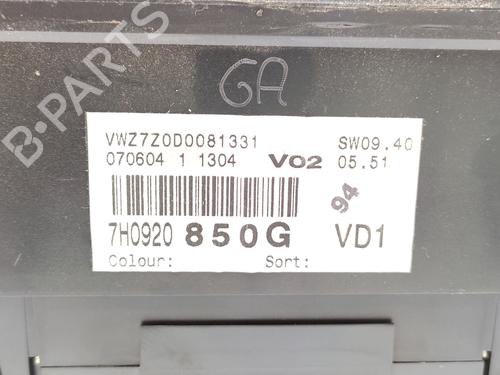 B-PARTS
GA
VWZ7Z0D0081331 SW09.40
070604 1 1304 V02 05.51
94
7H0920 850G VD1
Colour: Sort: